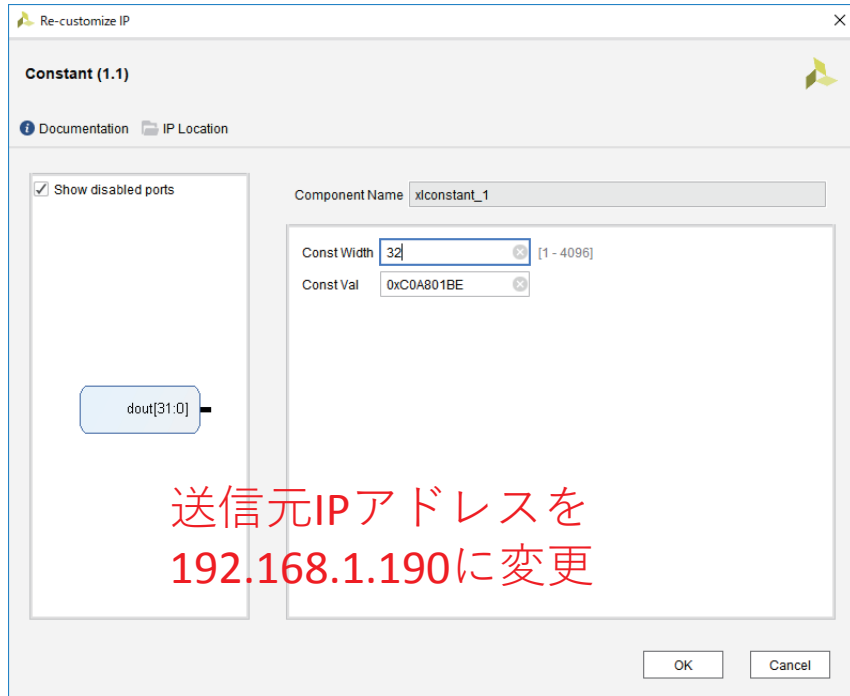 Re-customize IP
Constant (1.1)
Documentation IP Location
Show disabled ports
Component Name xlconstant_1
Const Width 32 [1 - 4096]
Const Val 0xC0A801BE
dout[31:0]
送信元IPアドレスを
192.168.1.190に変更
OK Cancel